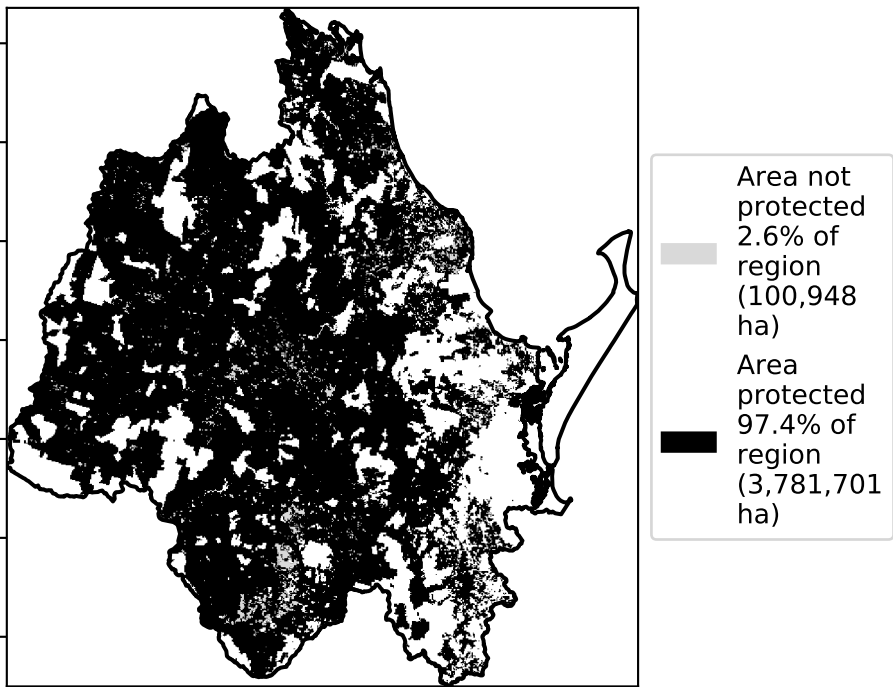 Area not
protected
2.6% of
region
(100,948
ha)
Area
protected
97.4% of
region
(3,781,701
ha)